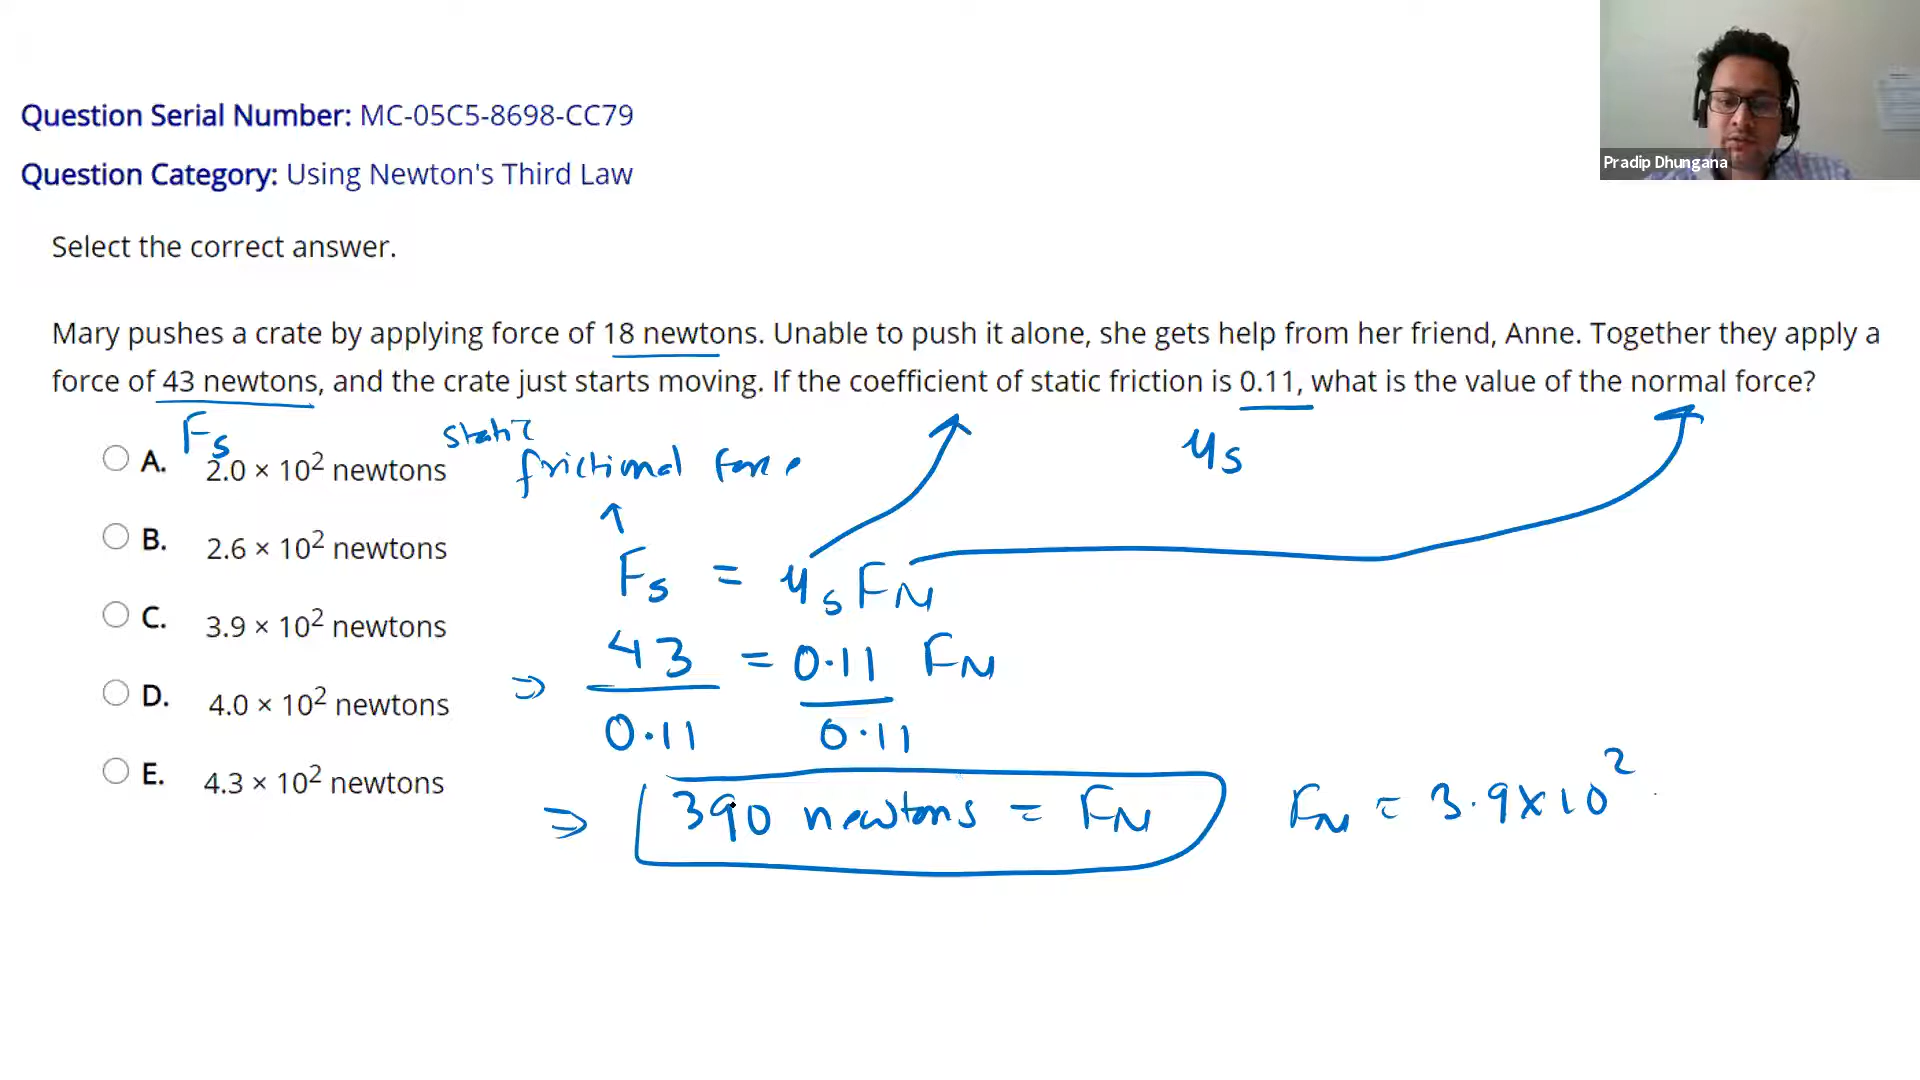 Pradip Dhungana
Question Serial Number: MC-05C5-8698-CC79
Question Category: Using Newton's Third Law
Select the correct answer.
Mary pushes a crate by applying force of 18 newtons. Unable to push it alone, she gets help from her friend, Anne. Together they apply a
force of 43 newtons, and the crate just starts moving. If the coefficient of static friction is 0.11, what is the value of the normal force?
Fs
μs
static
frictional force
A. 2.0 × 10² newtons
B. 2.6 × 10² newtons
C. 3.9 × 10² newtons
D. 4.0 × 10² newtons
E. 4.3 × 10² newtons
↑
Fs = μs FN
⇒ 43 = 0.11 FN
0.11 0.11
⇒ 390 newtons = FN
FN = 3.9 × 10²